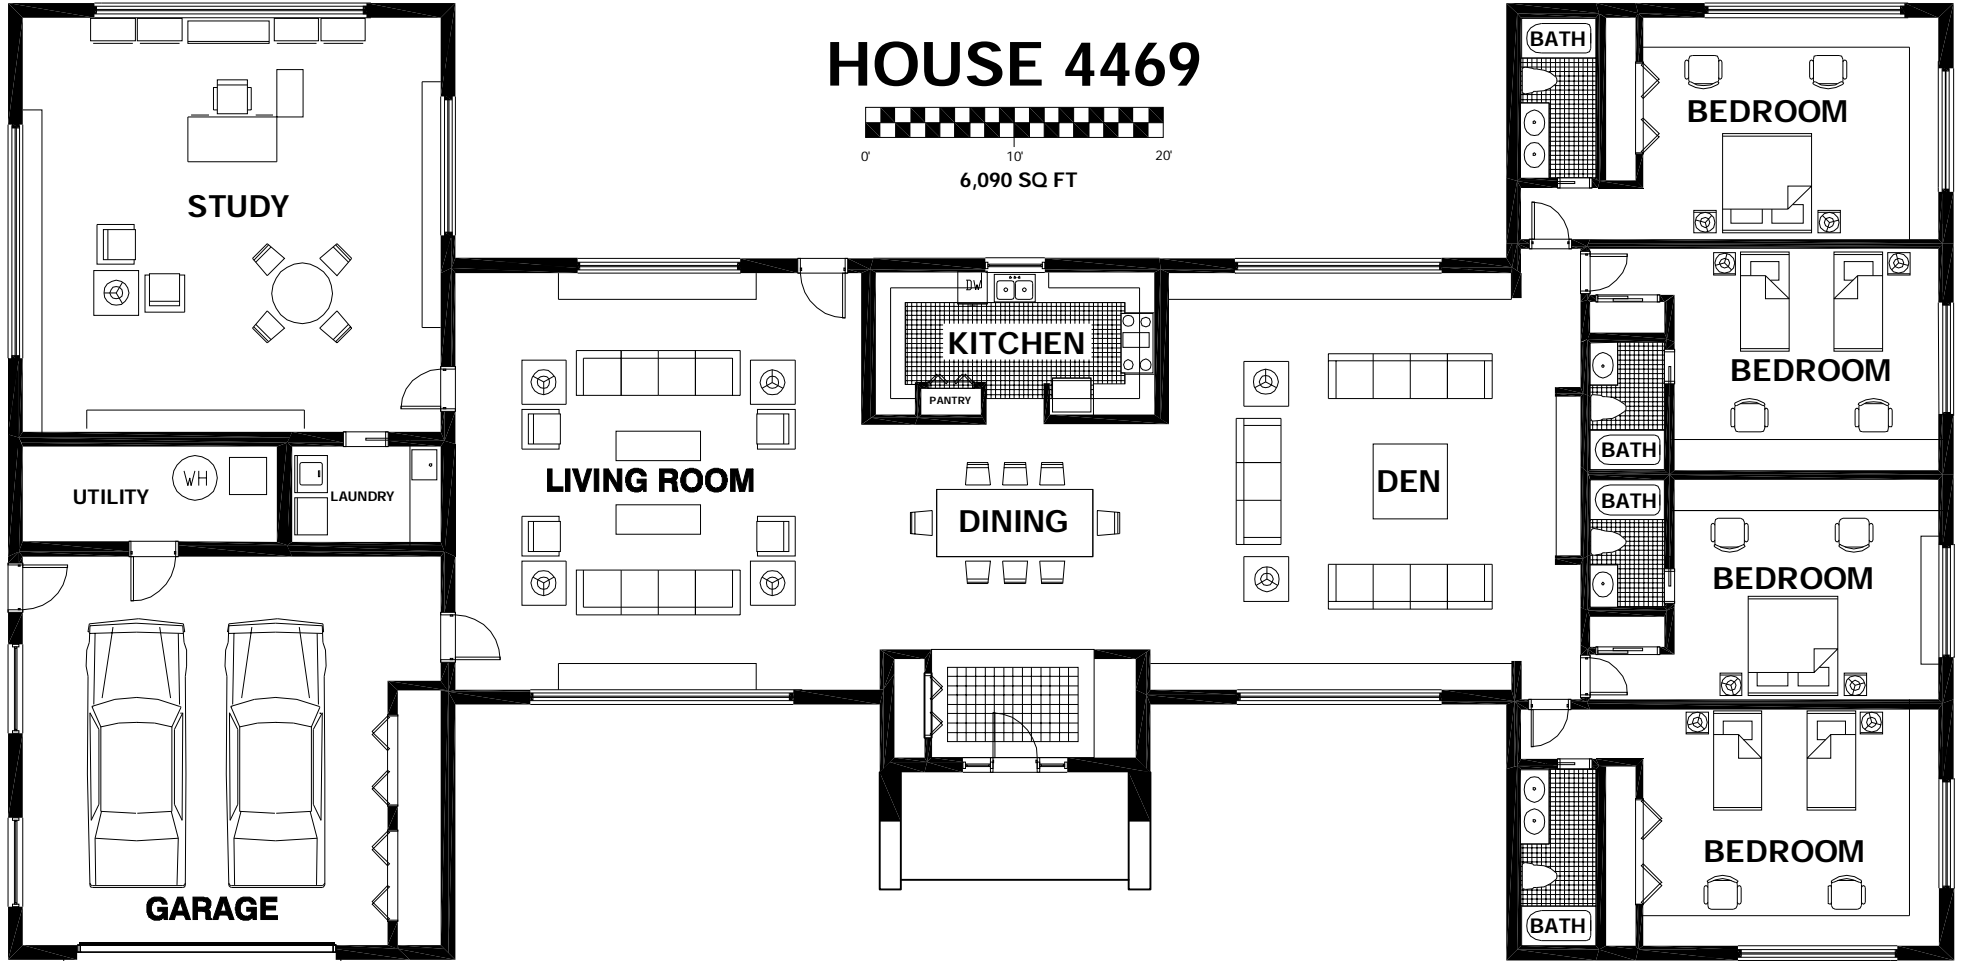 HOUSE 4469
0' 10' 20'
6,090 SQ FT
STUDY
UTILITY
WH
LAUNDRY
GARAGE
LIVING ROOM
DW
KITCHEN
PANTRY
DINING
DEN
BATH
BEDROOM
BEDROOM
BATH
BATH
BEDROOM
BEDROOM
BATH